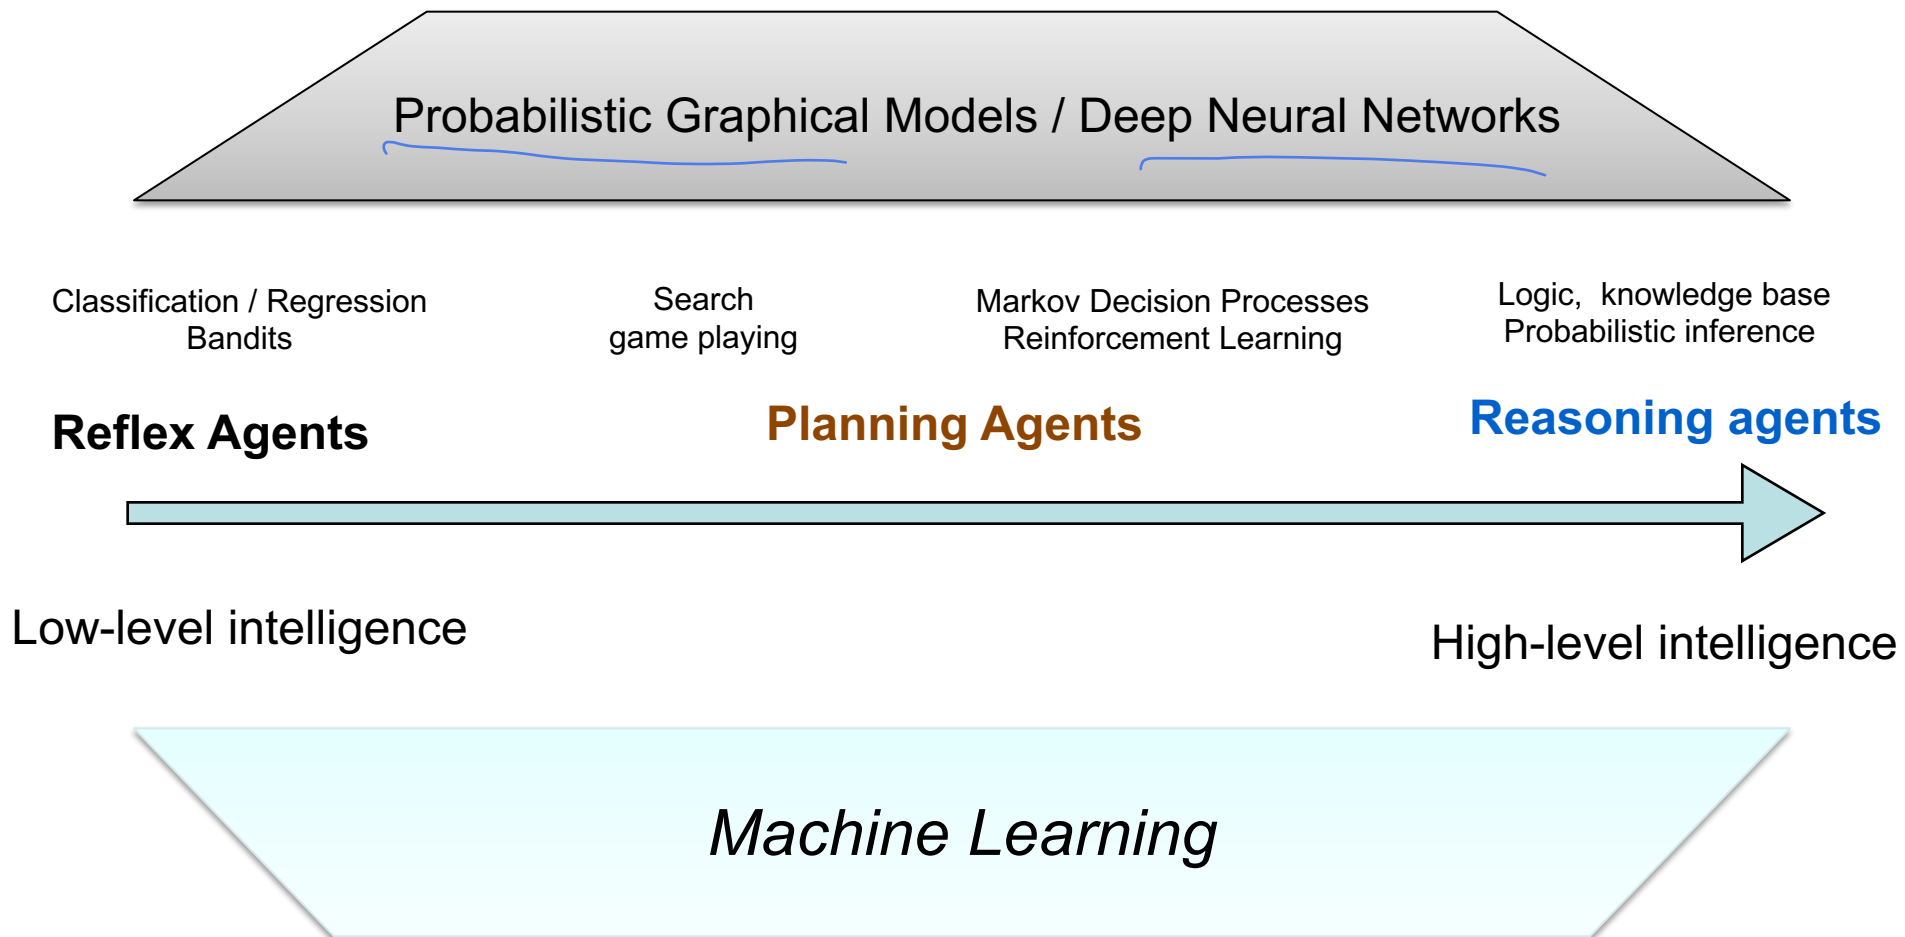 Probabilistic Graphical Models / Deep Neural Networks
Classification / Regression
Bandits
Search
game playing
Markov Decision Processes
Reinforcement Learning
Logic, knowledge base
Probabilistic inference
Reflex Agents
Planning Agents
Reasoning agents
Low-level intelligence
High-level intelligence
Machine Learning